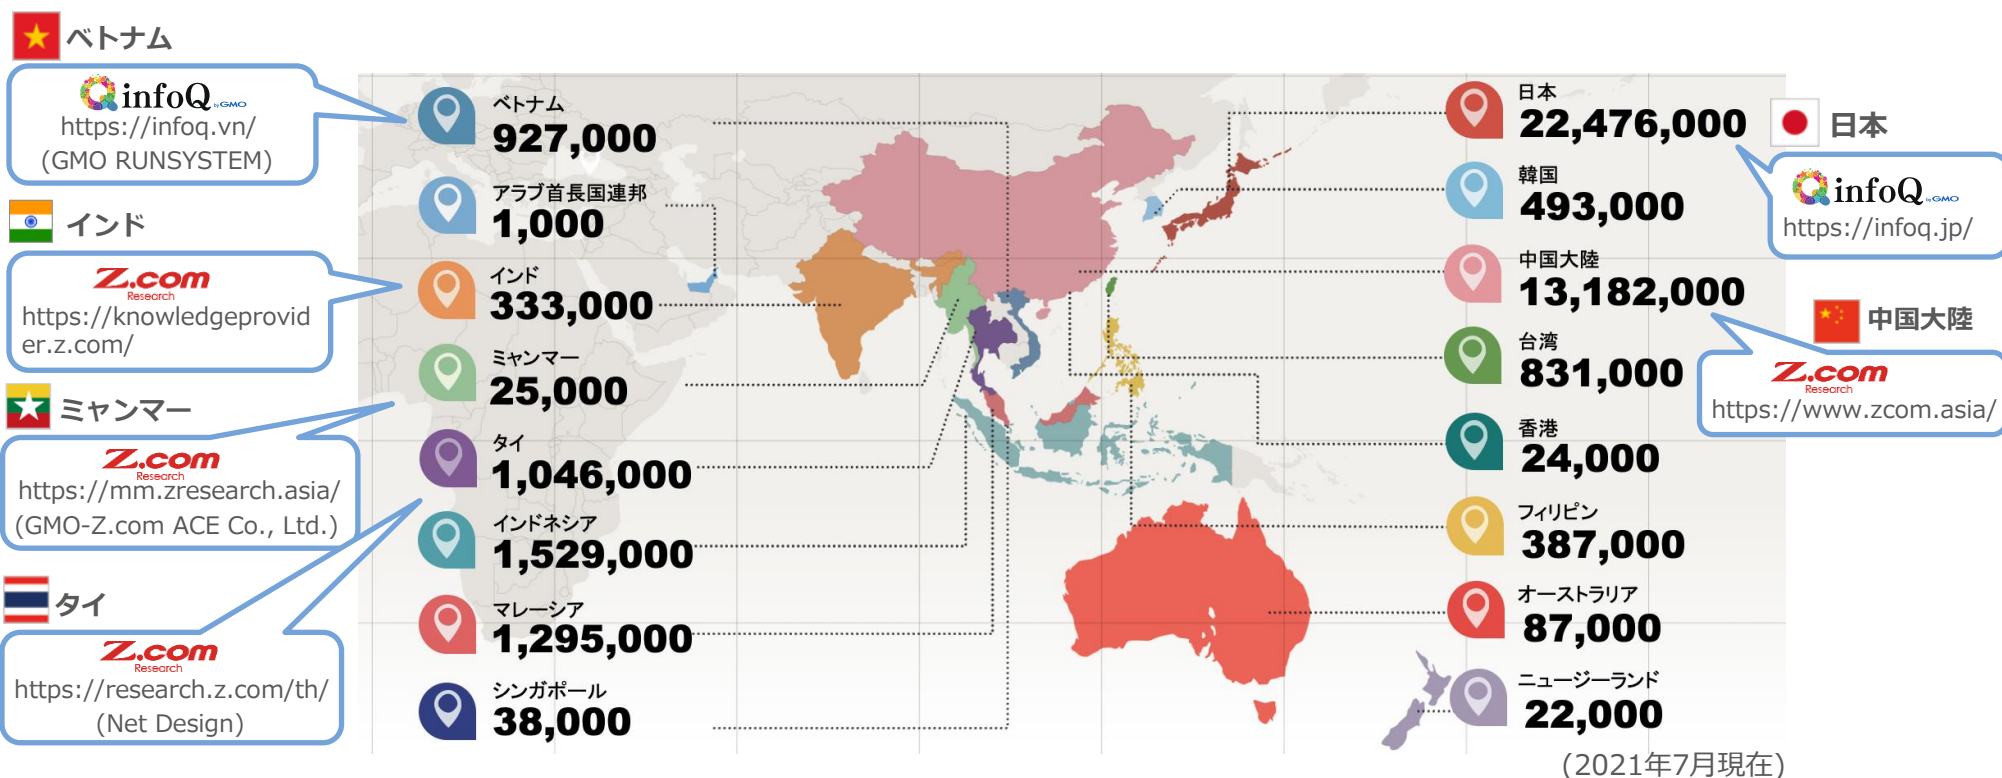 ベトナム
infoQ by GMO
https://infoq.vn/
(GMO RUNSYSTEM)
インド
Z.com
Research
https://knowledgeprovid
er.z.com/
ミャンマー
Z.com
Research
https://mm.zresearch.asia/
(GMO-Z.com ACE Co., Ltd.)
タイ
Z.com
Research
https://research.z.com/th/
(Net Design)
ベトナム
927,000
アラブ首長国連邦
1,000
インド
333,000
ミャンマー
25,000
タイ
1,046,000
インドネシア
1,529,000
マレーシア
1,295,000
シンガポール
38,000
日本
22,476,000
韓国
493,000
中国大陸
13,182,000
台湾
831,000
香港
24,000
フィリピン
387,000
オーストラリア
87,000
ニュージーランド
22,000
日本
infoQ by GMO
https://infoq.jp/
中国大陸
Z.com
Research
https://www.zcom.asia/
(2021年7月現在)